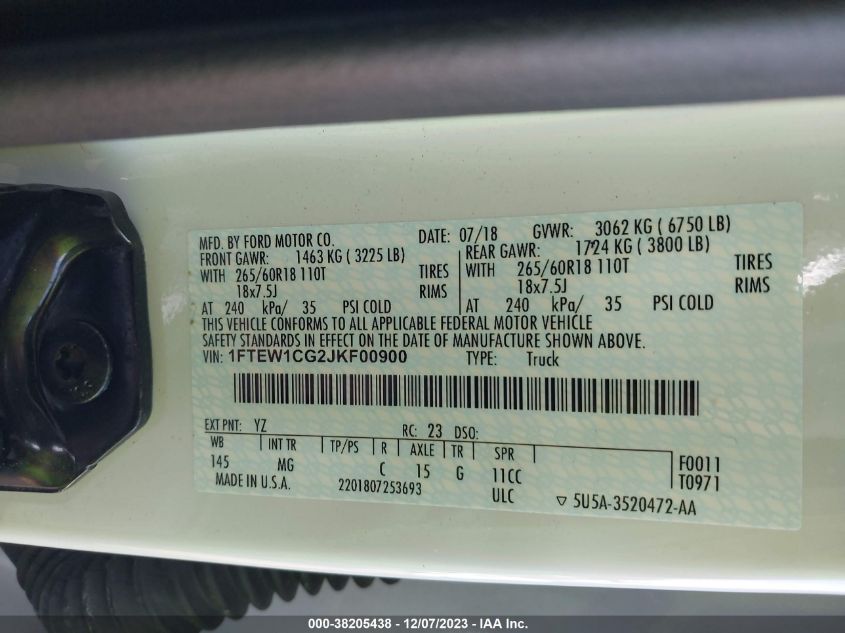 MFD. BY FORD MOTOR CO. DATE: 07/18 GVWR: 3062 KG ( 6750 LB)
FRONT GAWR: 1463 KG ( 3225 LB) REAR GAWR: 1724 KG ( 3800 LB)
WITH 265/60R18 110T TIRES WITH 265/60R18 110T TIRES
18x7.5J RIMS 18x7.5J RIMS
AT 240 kPa/ 35 PSI COLD AT 240 kPa/ 35 PSI COLD
THIS VEHICLE CONFORMS TO ALL APPLICABLE FEDERAL MOTOR VEHICLE
SAFETY STANDARDS IN EFFECT ON THE DATE OF MANUFACTURE SHOWN ABOVE.
VIN: 1FTEW1CG2JKF00900 TYPE: Truck
EXT PNT: YZ RC: 23 DSO:
WB INT TR TP/PS R AXLE TR SPR F0011
145 MG C 15 G 11CC T0971
MADE IN U.S.A. 2201807253693 ULC ▽ 5U5A-3520472-AA
000-38205438 - 12/07/2023 - IAA Inc.